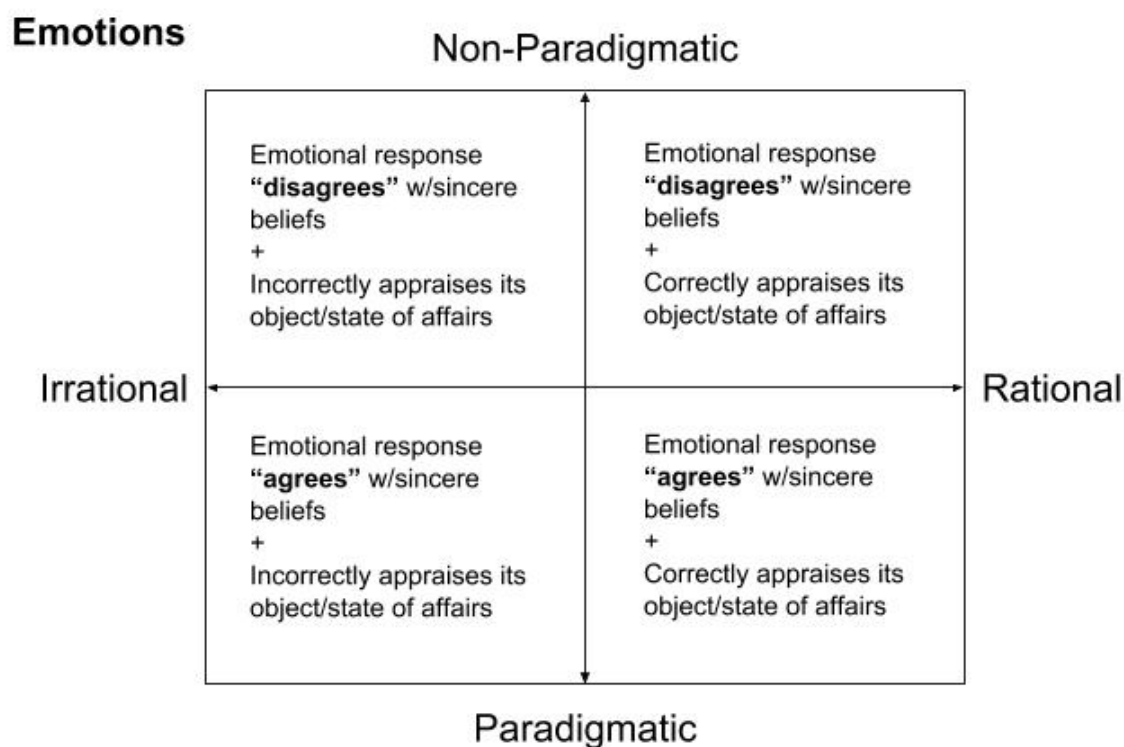 Emotions
Non-Paradigmatic
Emotional response
“disagrees” w/sincere
beliefs
+
Incorrectly appraises its
object/state of affairs
Emotional response
“disagrees” w/sincere
beliefs
+
Correctly appraises its
object/state of affairs
Irrational
Rational
Emotional response
“agrees” w/sincere
beliefs
+
Incorrectly appraises its
object/state of affairs
Emotional response
“agrees” w/sincere
beliefs
+
Correctly appraises its
object/state of affairs
Paradigmatic